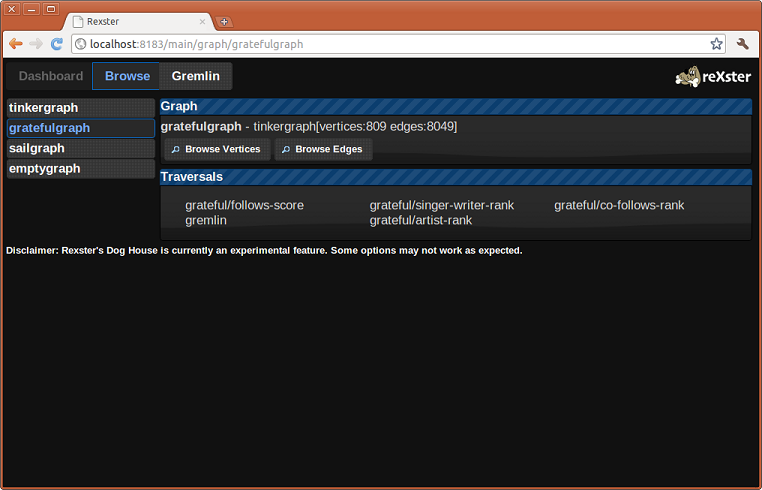 Rexster
localhost:8183/main/graph/gratefulgraph
Dashboard Browse Gremlin
reXster
tinkergraph
gratefulgraph
sailgraph
emptygraph
Graph
gratefulgraph - tinkergraph[vertices:809 edges:8049]
Browse Vertices Browse Edges
Traversals
grateful/follows-score grateful/singer-writer-rank grateful/co-follows-rank
gremlin grateful/artist-rank
Disclaimer: Rexster's Dog House is currently an experimental feature. Some options may not work as expected.